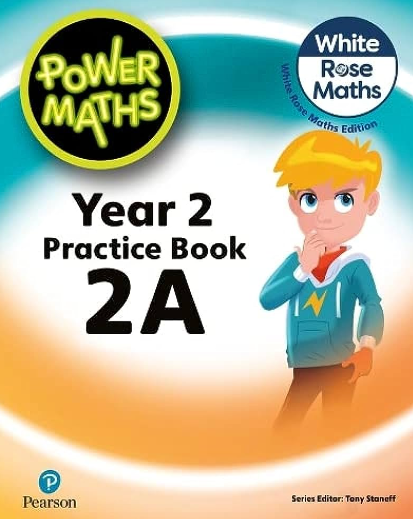 POWER
MATHS
White
Rose
Maths
White Rose Maths Edition
Year 2
Practice Book
2A
Pearson
Series Editor: Tony Staneff